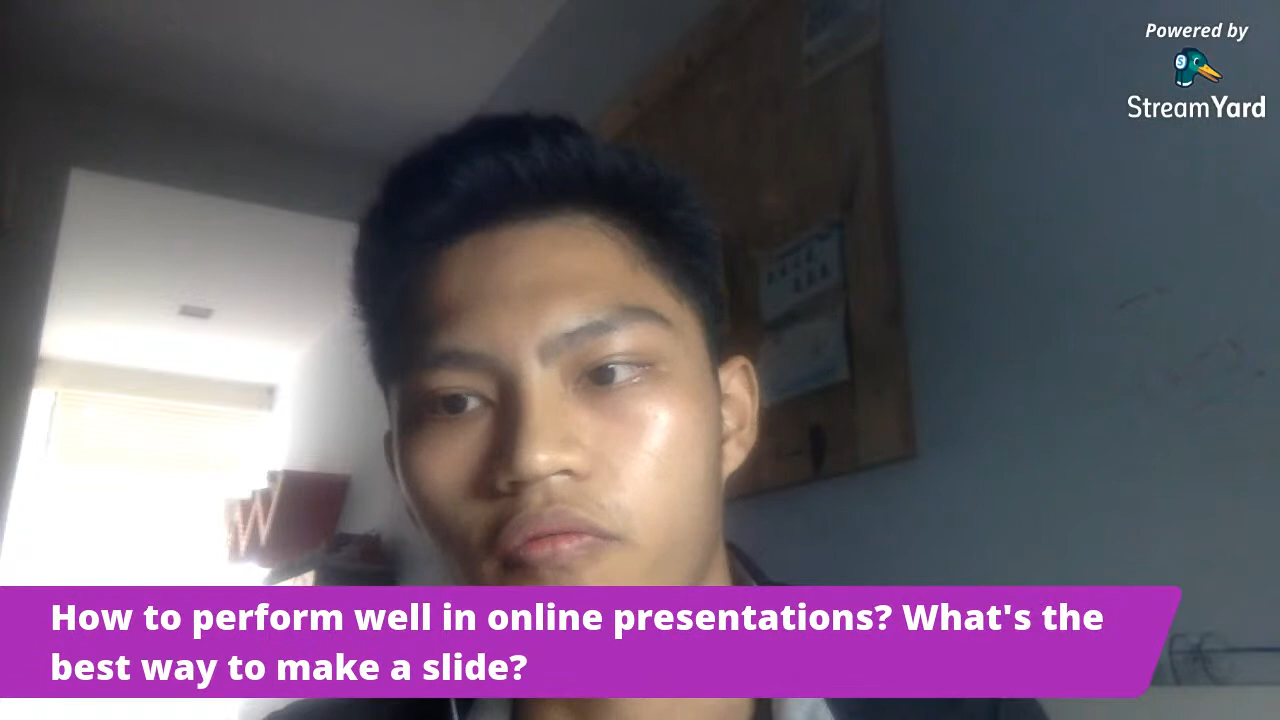 Powered by
StreamYard
How to perform well in online presentations? What's the
best way to make a slide?